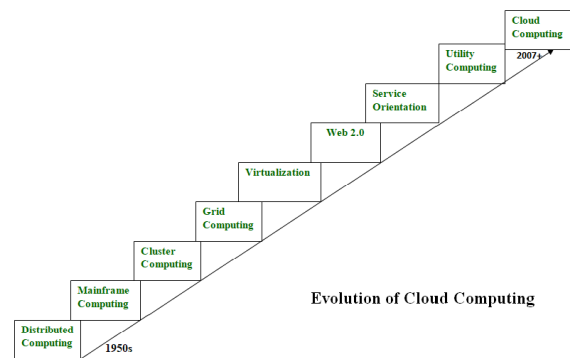 Cloud
Computing
2007+
Utility
Computing
Service
Orientation
Web 2.0
Virtualization
Grid
Computing
Cluster
Computing
Mainframe
Computing
Evolution of Cloud Computing
Distributed
Computing
1950s